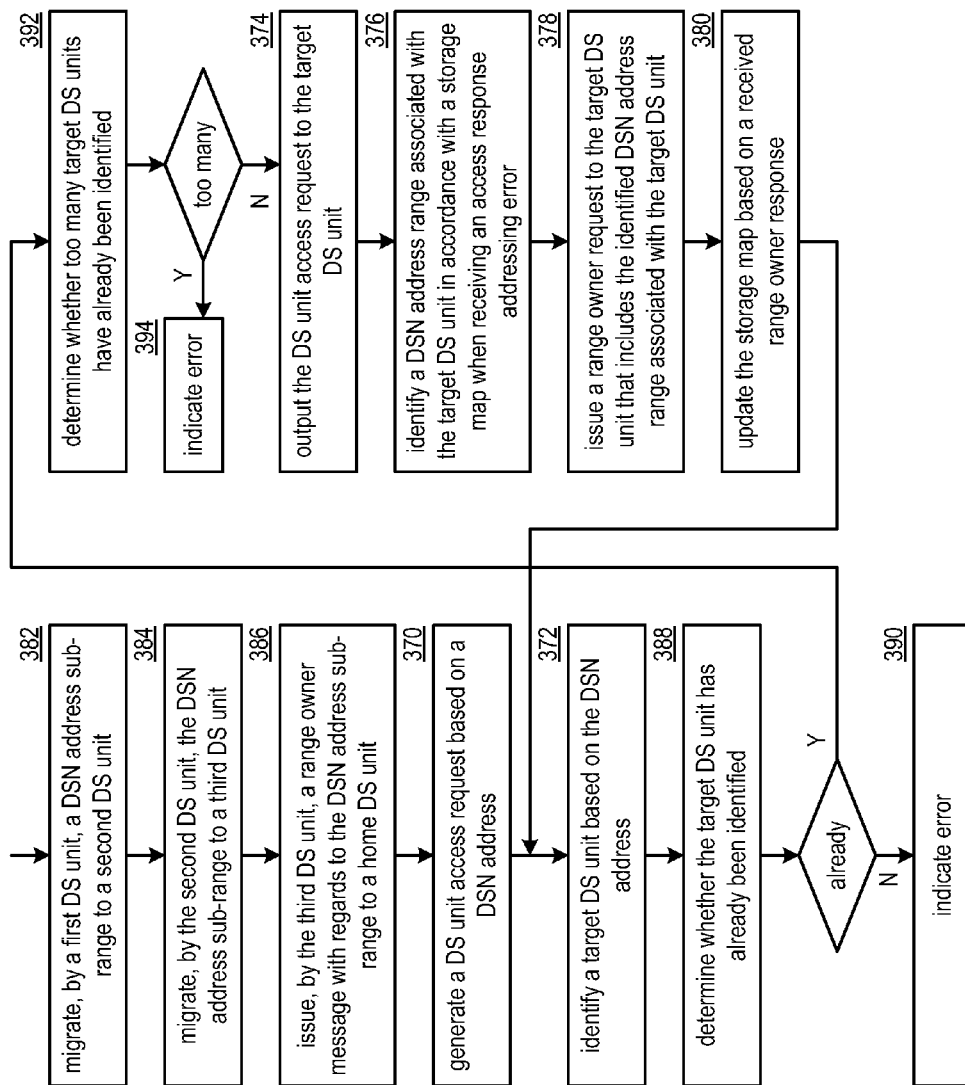 382
migrate, by a first DS unit, a DSN address sub-
range to a second DS unit
384
migrate, by the second DS unit, the DSN
address sub-range to a third DS unit
386
issue, by the third DS unit, a range owner
message with regards to the DSN address sub-
range to a home DS unit
370
generate a DS unit access request based on a
DSN address
372
identify a target DS unit based on the DSN
address
388
determine whether the target DS unit has
already been identified
already
Y
N
390
indicate error
392
determine whether too many target DS units
have already been identified
too many
Y
N
394
indicate error
374
output the DS unit access request to the target
DS unit
376
identify a DSN address range associated with
the target DS unit in accordance with a storage
map when receiving an access response
addressing error
378
issue a range owner request to the target DS
unit that includes the identified DSN address
range associated with the target DS unit
380
update the storage map based on a received
range owner response